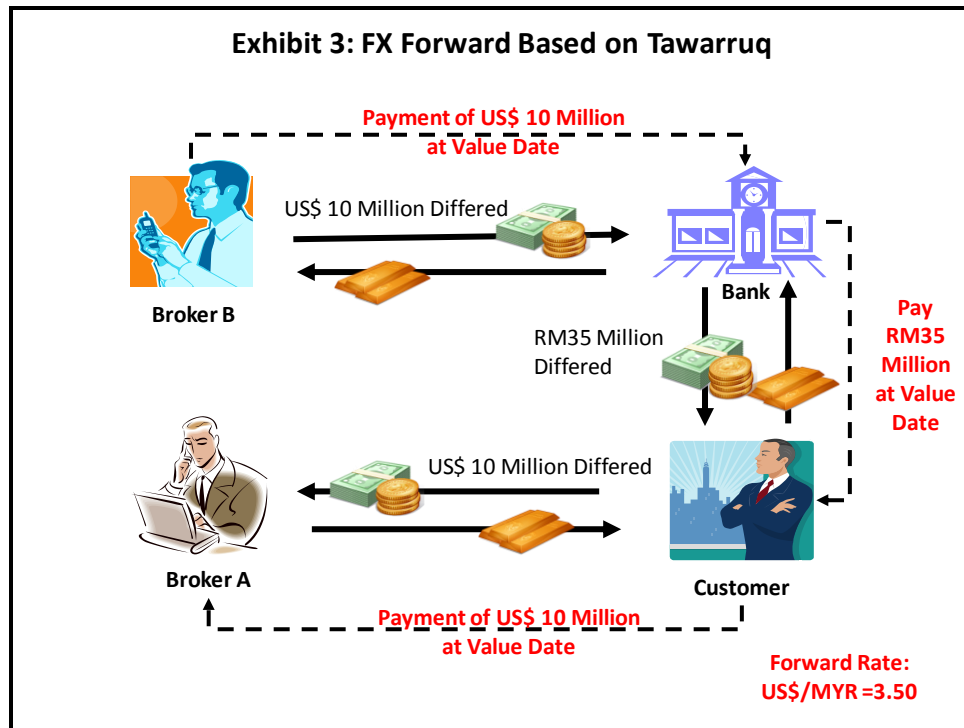 Exhibit 3: FX Forward Based on Tawarruq
Payment of US$ 10 Million
at Value Date
US$ 10 Million Differed
Broker B
Bank
RM35 Million
Differed
Pay
RM35
Million
at Value
Date
US$ 10 Million Differed
Broker A
Customer
Payment of US$ 10 Million
at Value Date
Forward Rate:
US$/MYR =3.50